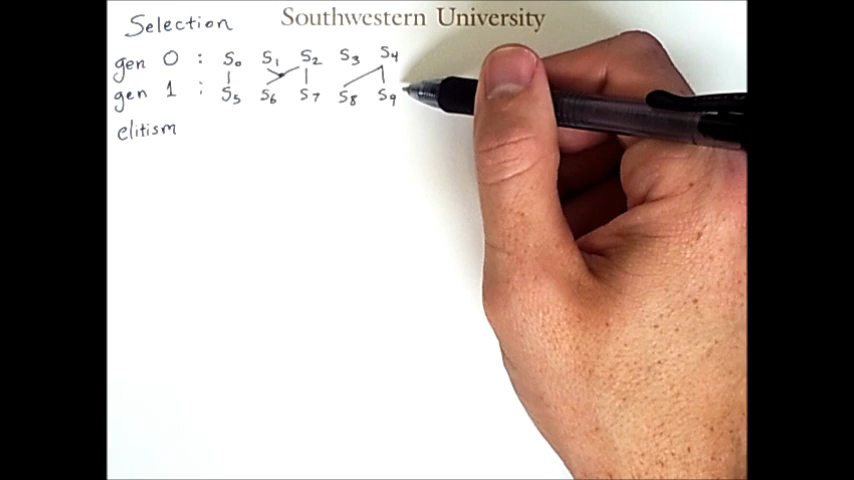 Southwestern University
Selection
gen 0 : S₀ S₁ S₂ S₃ S₄
gen 1 : S₅ S₆ S₇ S₈ S₉
elitism